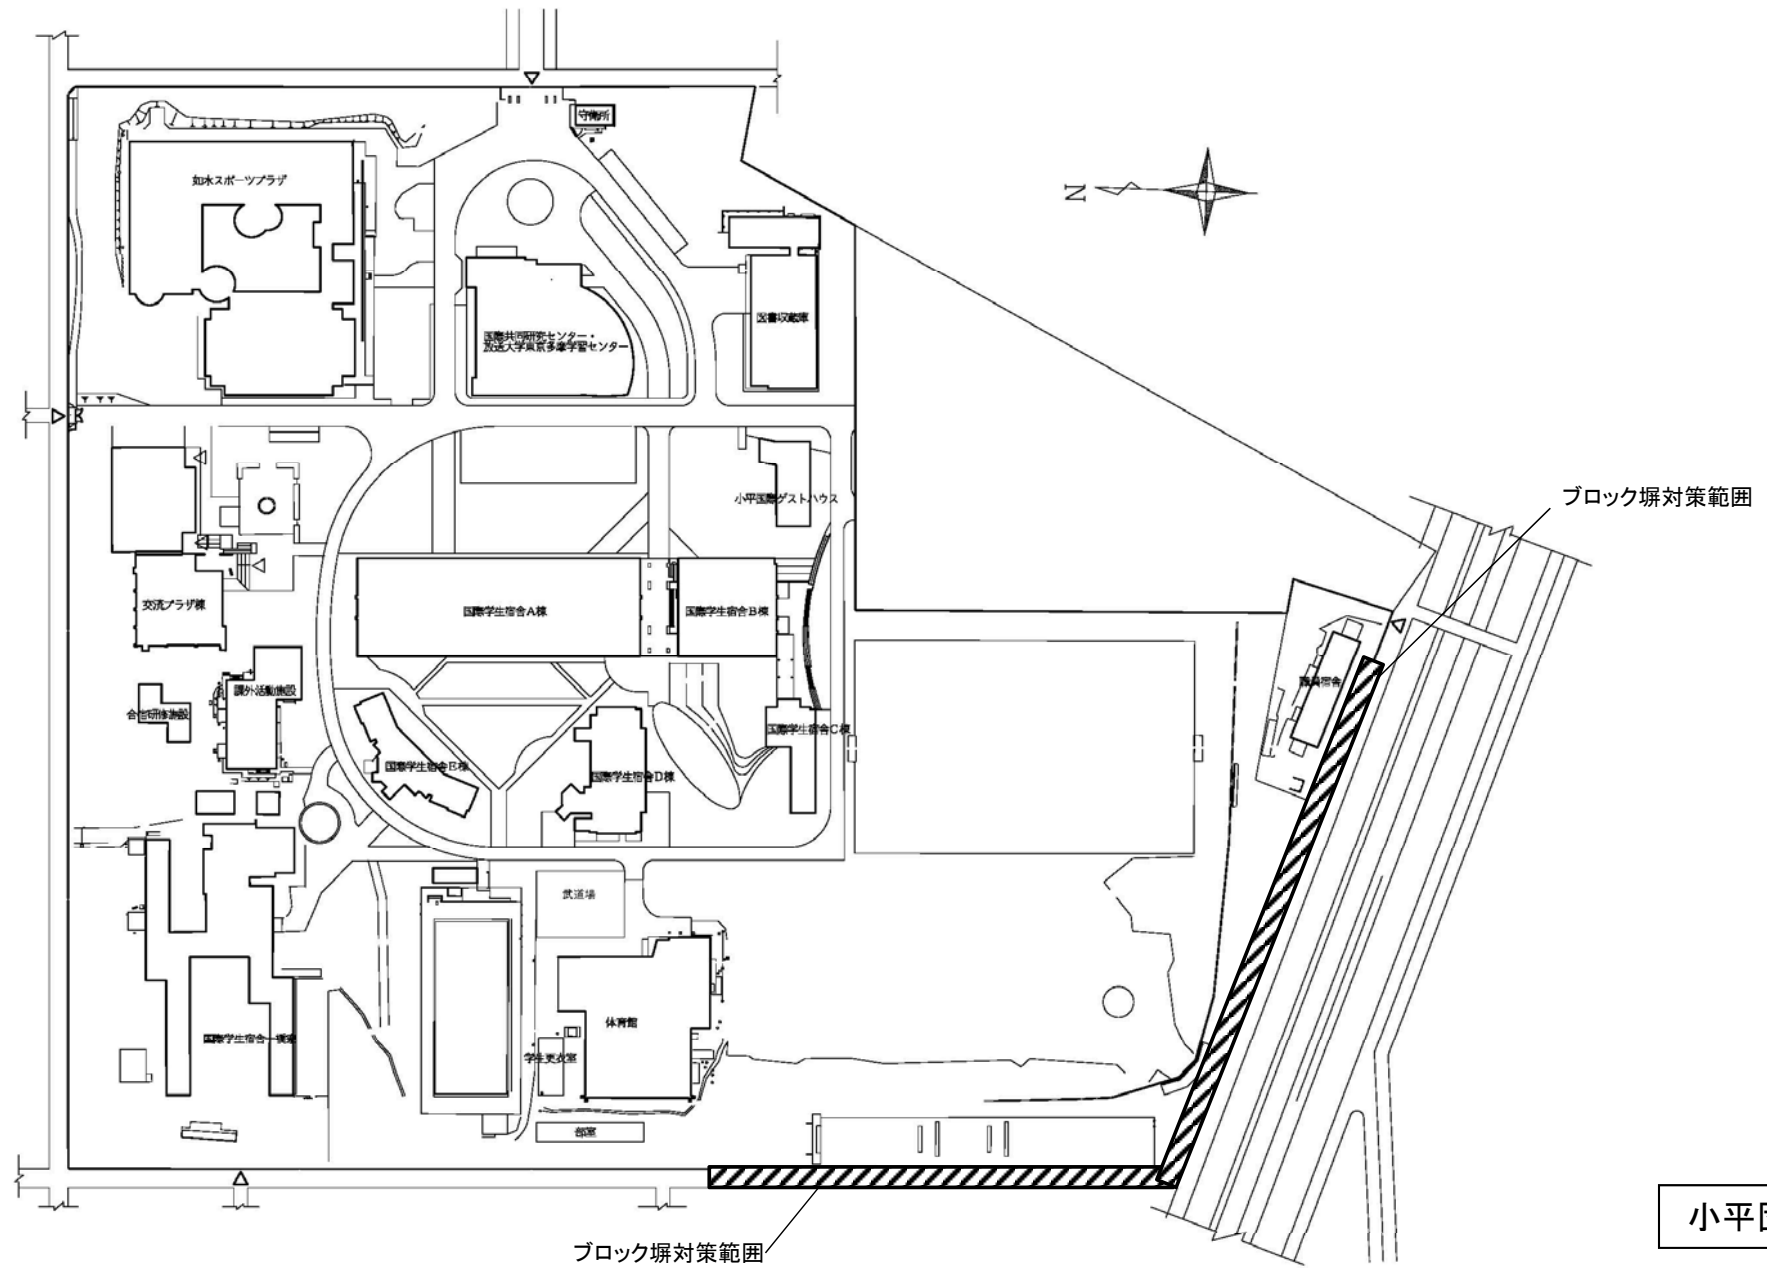 守衛所
如水スポーツプラザ
N
図書収蔵庫
国際共同研究センター・
放送大学東京多摩学習センター
小平国際ゲストハウス
ブロック塀対策範囲
交流プラザ棟
国際学生宿舎A棟
国際学生宿舎B棟
職員宿舎
課外活動施設
合宿研修施設
国際学生宿舎C棟
国際学生宿舎E棟
国際学生宿舎D棟
武道場
体育館
国際学生宿舎一橋寮
学生更衣室
部室
小平
ブロック塀対策範囲